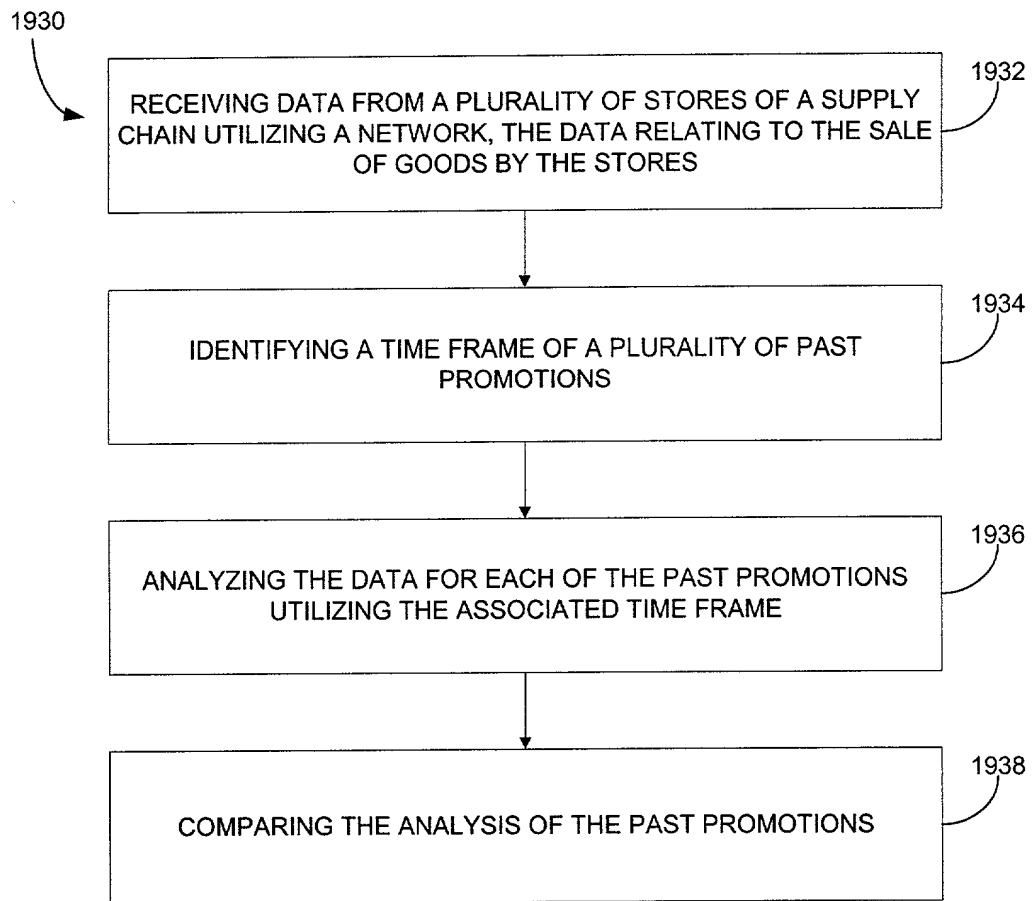 1930
1932
RECEIVING DATA FROM A PLURALITY OF STORES OF A SUPPLY
CHAIN UTILIZING A NETWORK, THE DATA RELATING TO THE SALE
OF GOODS BY THE STORES
1934
IDENTIFYING A TIME FRAME OF A PLURALITY OF PAST
PROMOTIONS
1936
ANALYZING THE DATA FOR EACH OF THE PAST PROMOTIONS
UTILIZING THE ASSOCIATED TIME FRAME
1938
COMPARING THE ANALYSIS OF THE PAST PROMOTIONS